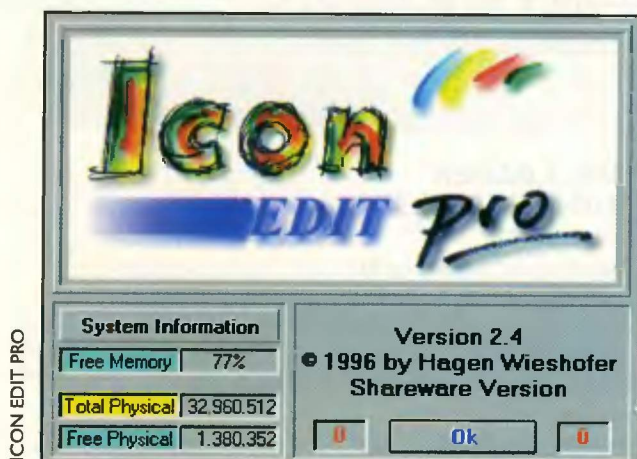 Icon
EDIT pro
System Information
Free Memory 77%
Total Physical 32.960.512
Free Physical 1.380.352
Version 2.4
© 1996 by Hagen Wieshofer
Shareware Version
0 Ok 0
ICON EDIT PRO